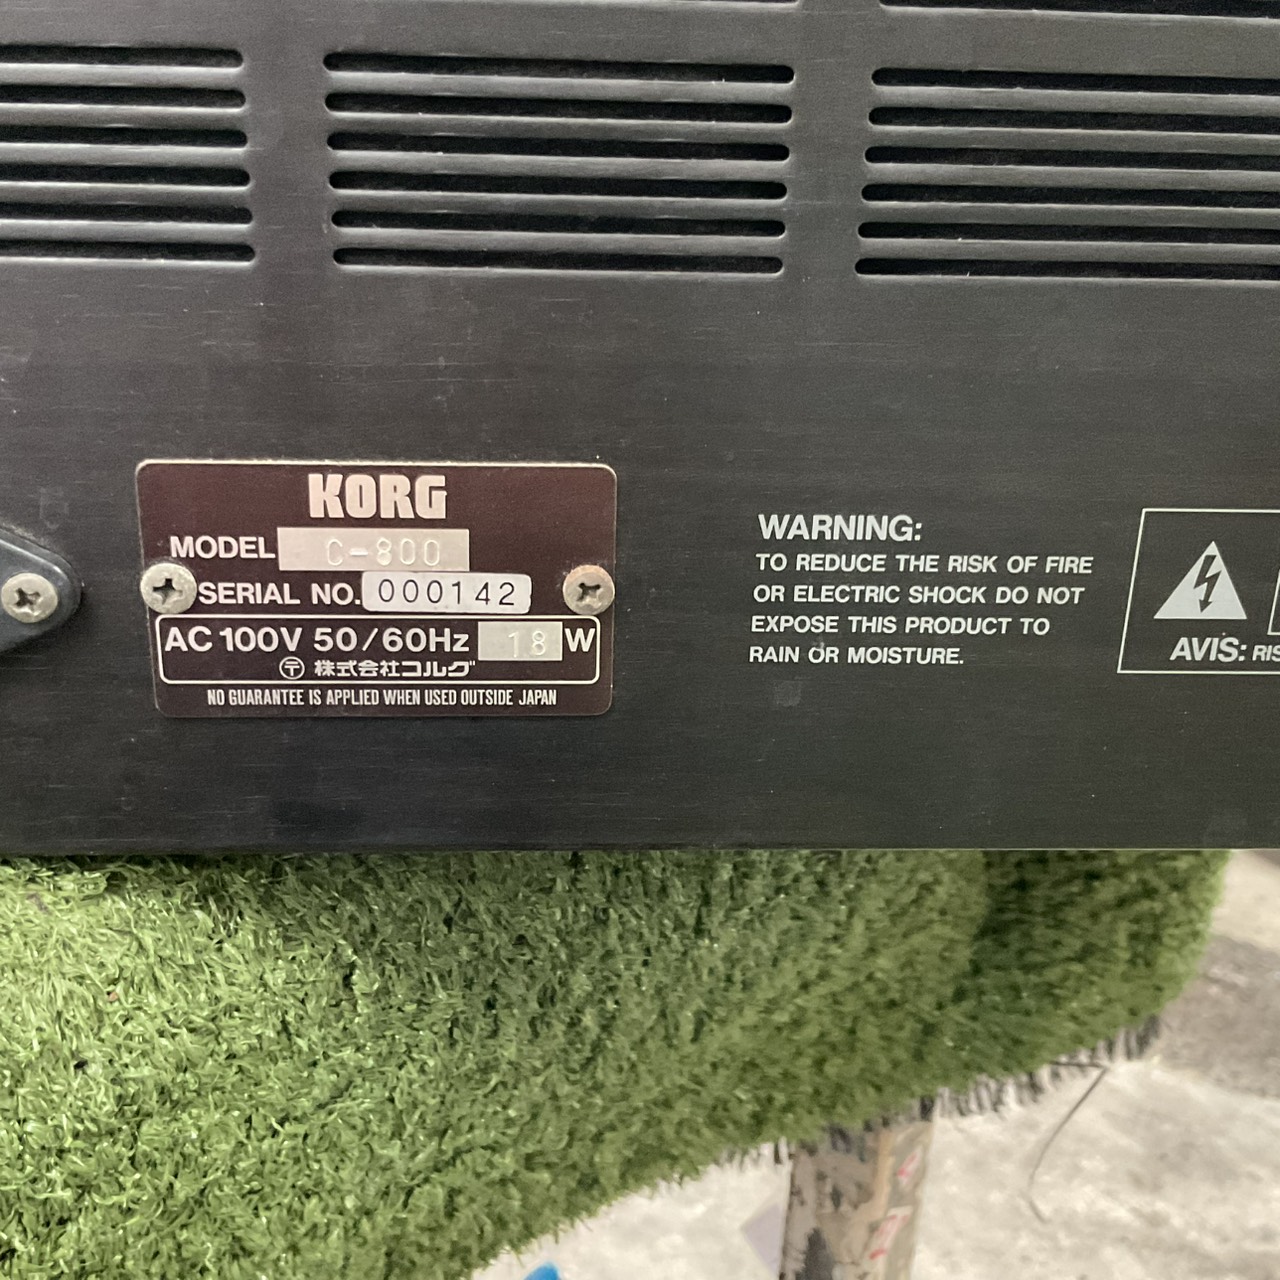 KORG
MODEL C-800
SERIAL NO. 000142
AC 100V 50/60Hz 18 W
〒 株式会社コルグ
NO GUARANTEE IS APPLIED WHEN USED OUTSIDE JAPAN
WARNING:
TO REDUCE THE RISK OF FIRE
OR ELECTRIC SHOCK DO NOT
EXPOSE THIS PRODUCT TO
RAIN OR MOISTURE.
AVIS: RIS